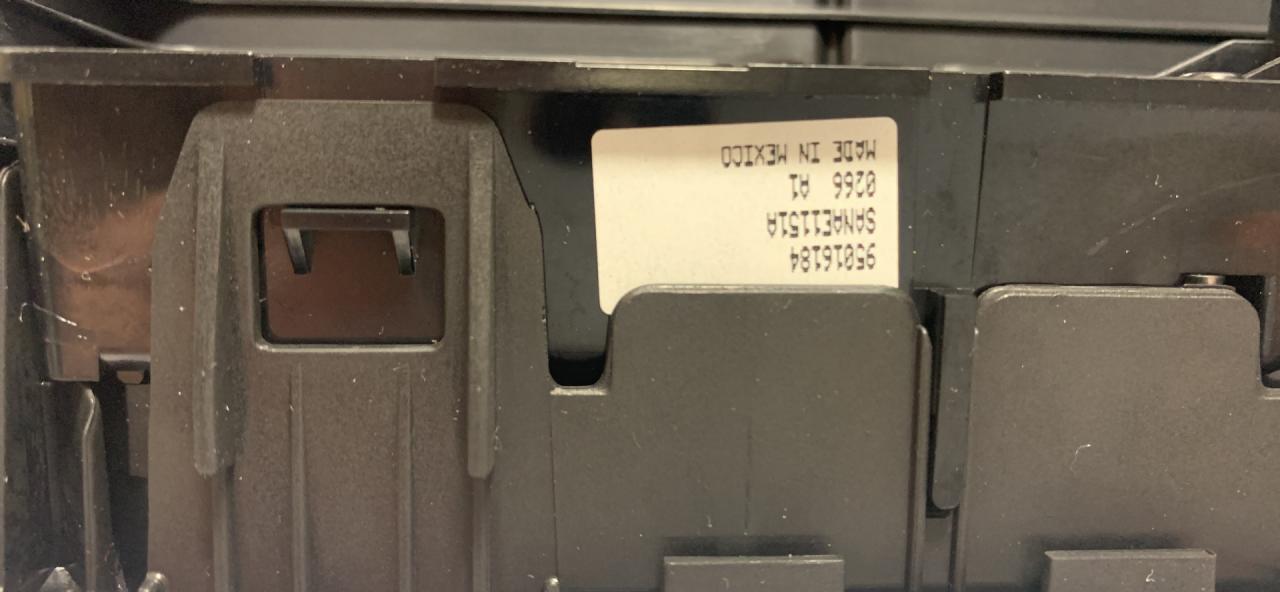 95016184
SANAE1151A
0266 A1
MADE IN MEXICO